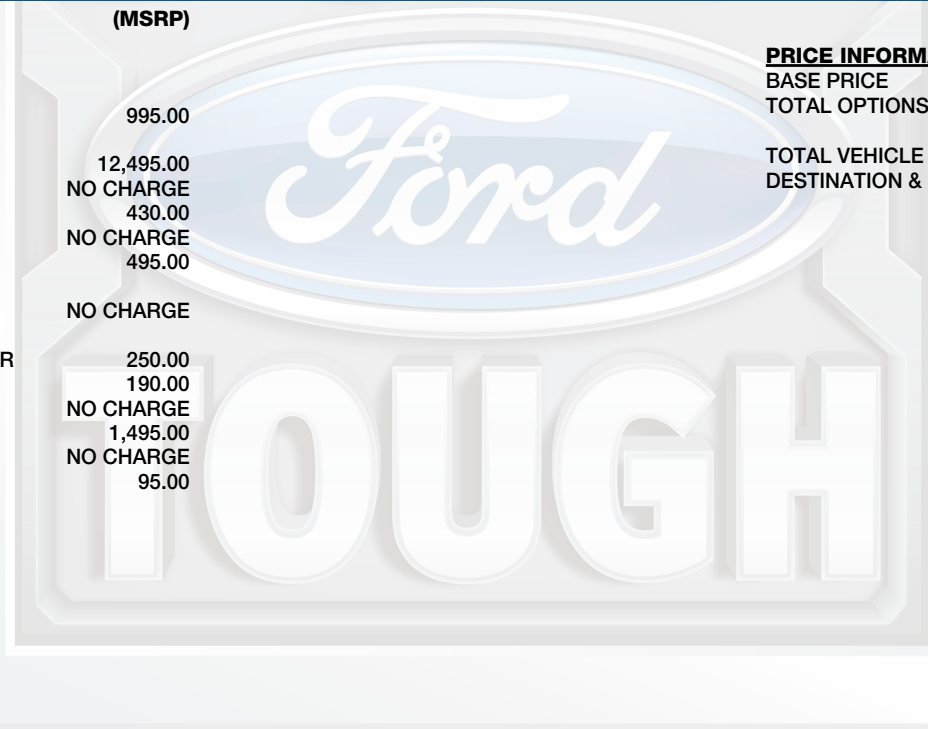 (MSRP)
995.00
12,495.00
NO CHARGE
430.00
NO CHARGE
495.00
NO CHARGE
R 250.00
190.00
NO CHARGE
1,495.00
NO CHARGE
95.00
PRICE INFORMA
BASE PRICE
TOTAL OPTIONS
TOTAL VEHICLE
DESTINATION &
Ford
TOUGH